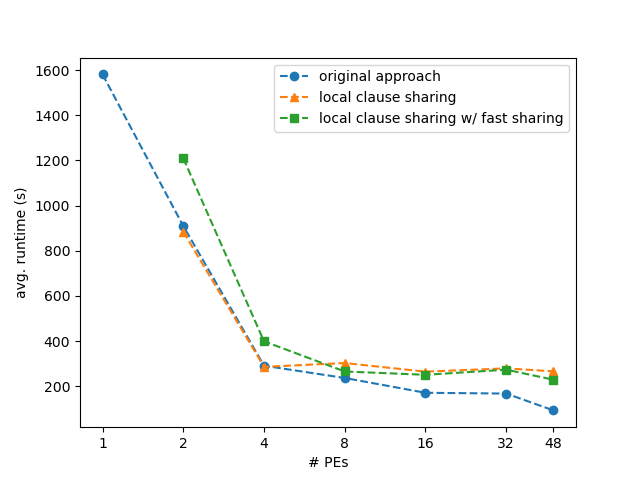 1600
1400
1200
1000
800
600
400
200
avg. runtime (s)
original approach
local clause sharing
local clause sharing w/ fast sharing
1 2 4 8 16 32 48
# PEs